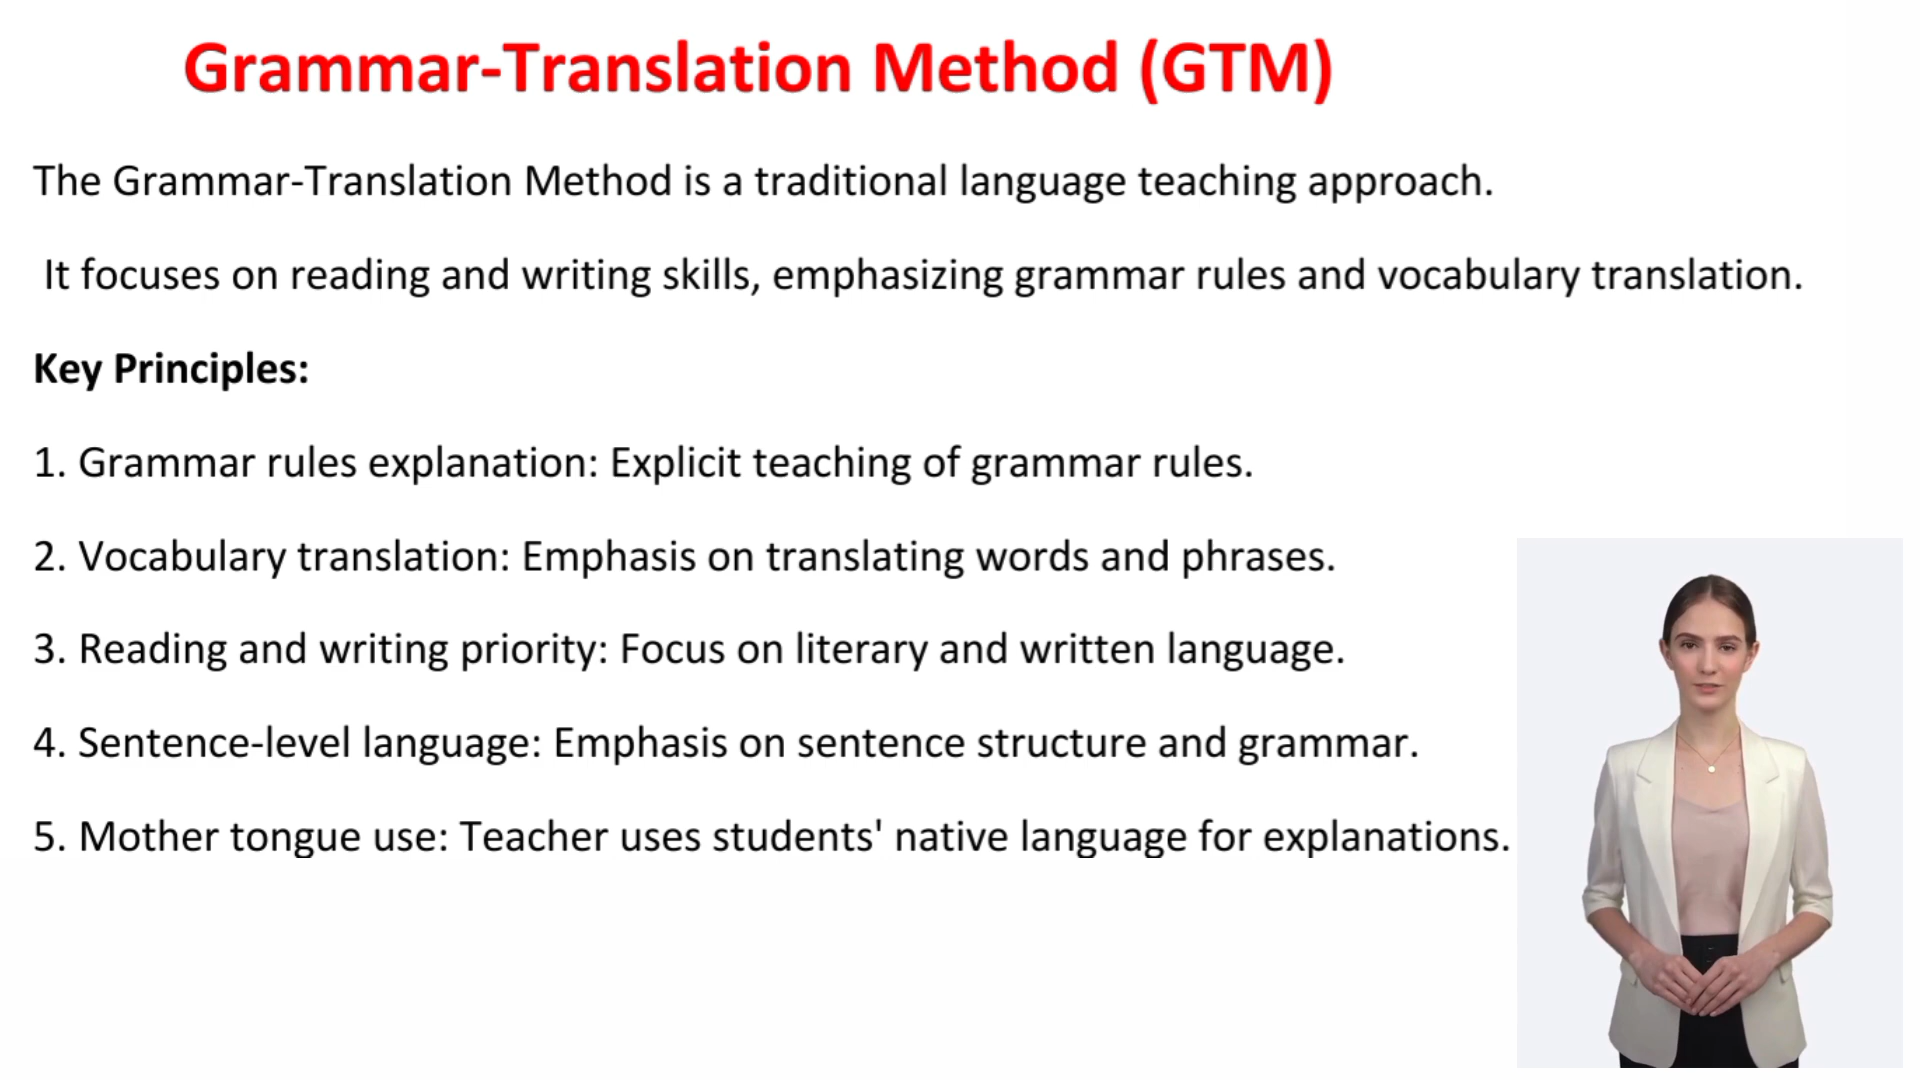 Grammar-Translation Method (GTM)
The Grammar-Translation Method is a traditional language teaching approach.
It focuses on reading and writing skills, emphasizing grammar rules and vocabulary translation.
Key Principles:
1. Grammar rules explanation: Explicit teaching of grammar rules.
2. Vocabulary translation: Emphasis on translating words and phrases.
3. Reading and writing priority: Focus on literary and written language.
4. Sentence-level language: Emphasis on sentence structure and grammar.
5. Mother tongue use: Teacher uses students' native language for explanations.